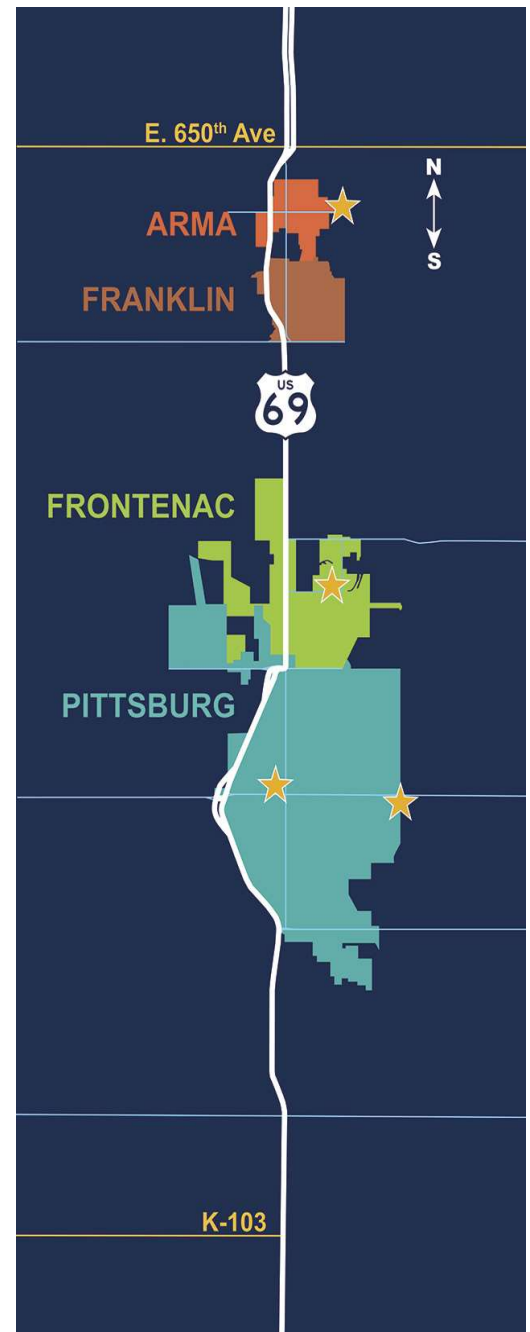 E. 650th Ave
N
ARMA
S
FRANKLIN
US
69
FRONTENAC
PITTSBURG
K-103